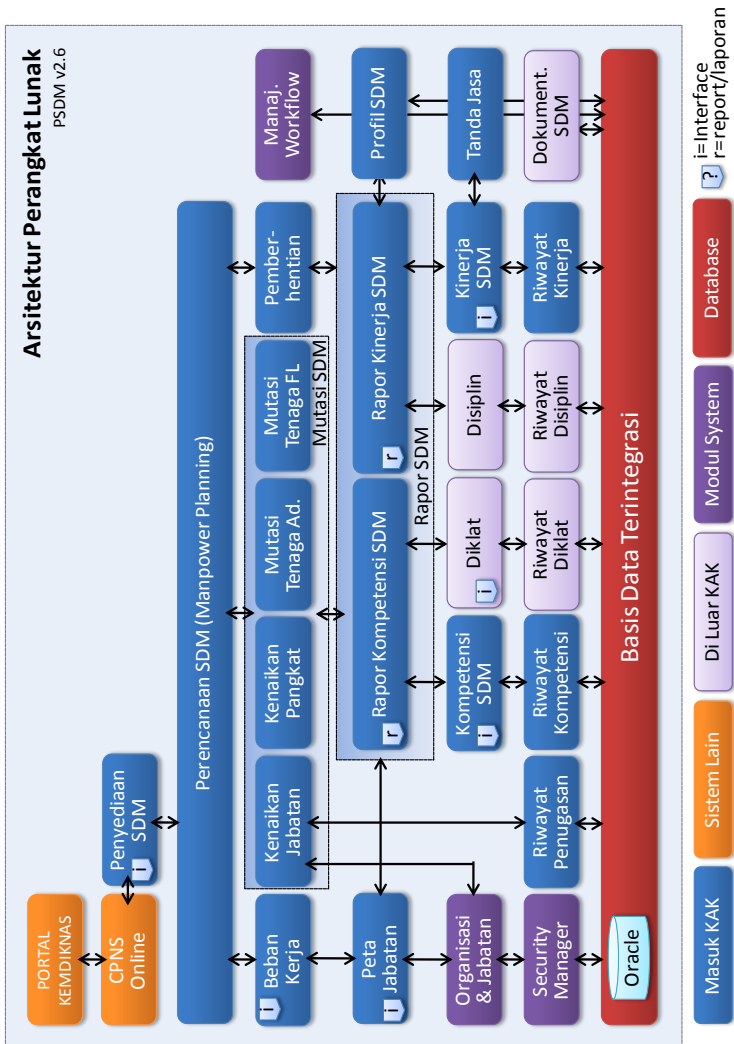 Arsitektur Perangkat Lunak
PSDM v2.6
PORTAL
KEMDIKNAS
CPNS
Online
Penyediaan
SDM
i
Perencanaan SDM (Manpower Planning)
Beban
Kerja
i
Kenaikan
Jabatan
Kenaikan
Pangkat
Mutasi
Tenaga Ad.
Mutasi
Tenaga FL
Mutasi SDM
Pember-
hentian
Manaj.
Workflow
Peta
Jabatan
i
Rapor Kompetensi SDM
r
Rapor Kinerja SDM
r
Rapor SDM
Profil SDM
Organisasi
& Jabatan
Kompetensi
SDM
i
Diklat
i
Disiplin
Kinerja
SDM
i
Tanda Jasa
Security
Manager
Riwayat
Penugasan
Riwayat
Kompetensi
Riwayat
Diklat
Riwayat
Disiplin
Riwayat
Kinerja
Dokument.
SDM
Oracle
Basis Data Terintegrasi
Masuk KAK
Sistem Lain
Di Luar KAK
Modul System
Database
?
i=Interface
r=report/laporan